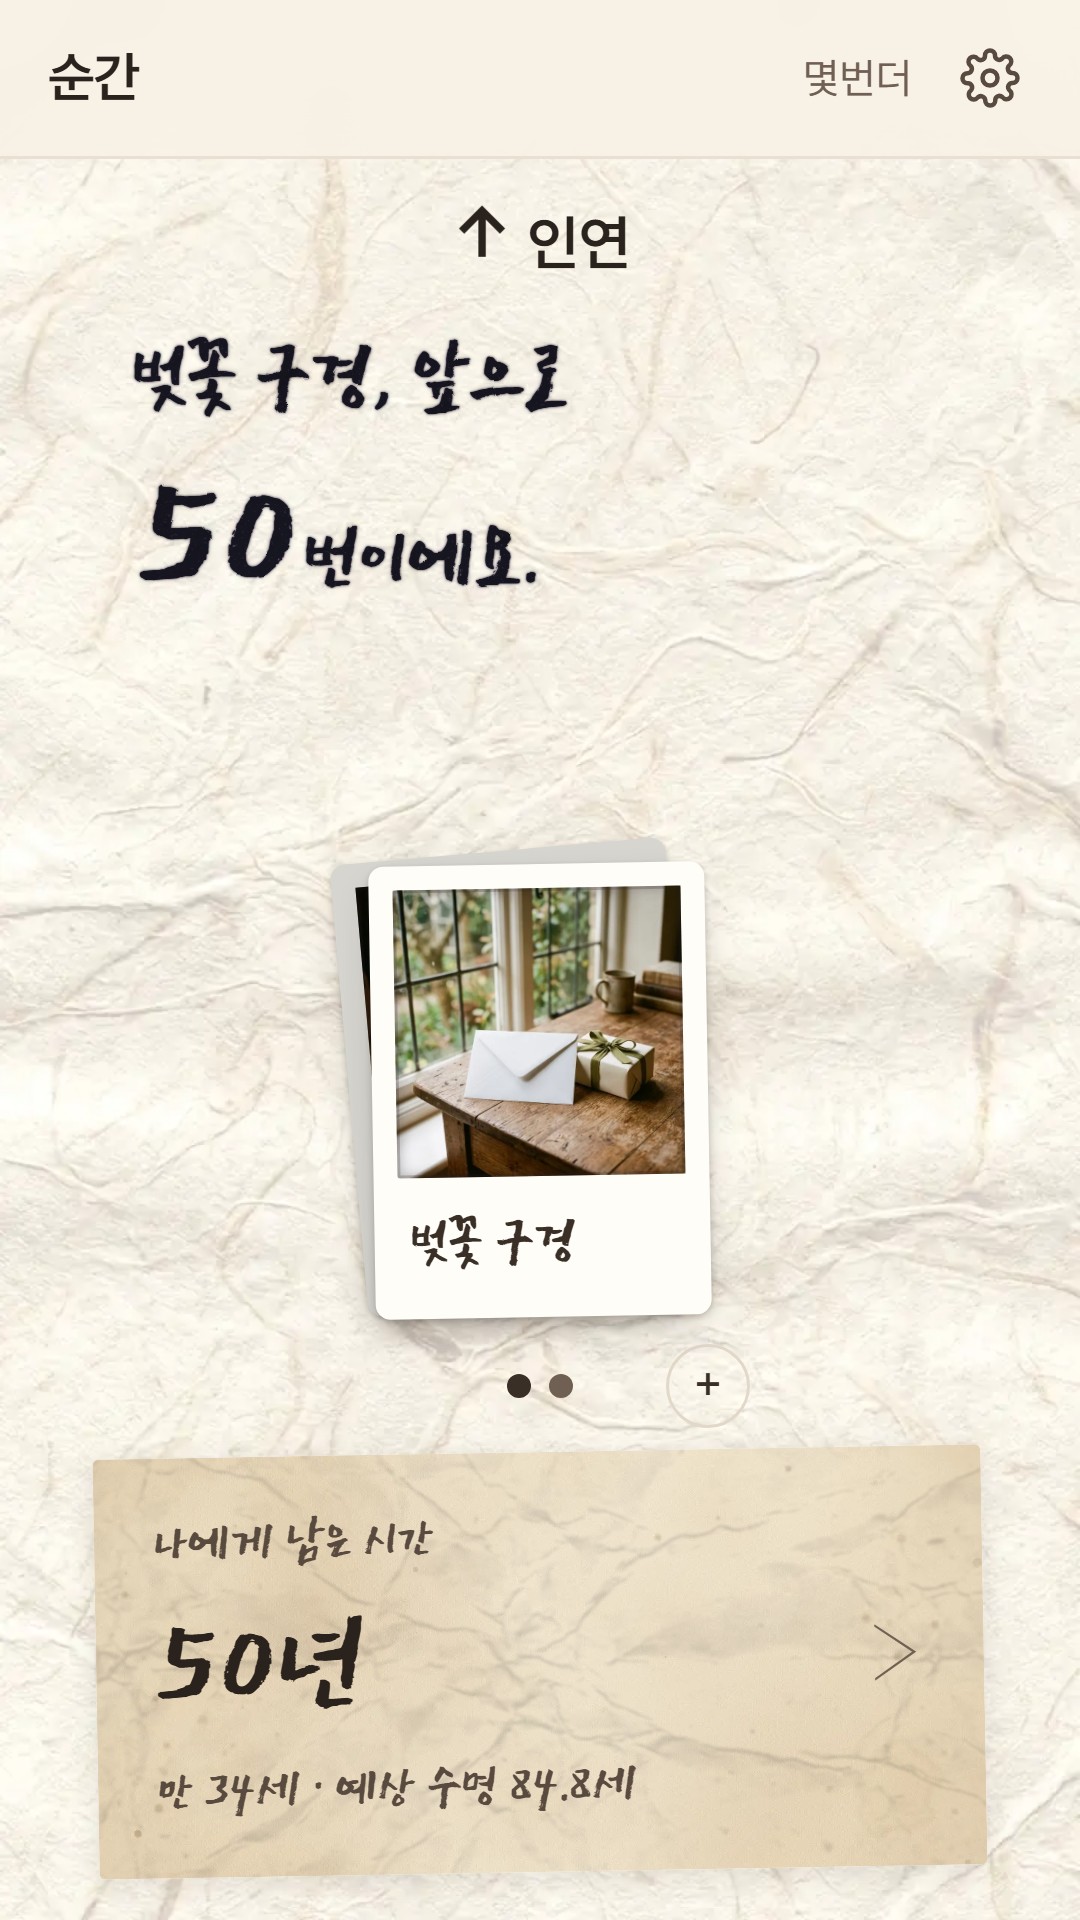 순간
몇번더
↑ 인연
벚꽃 구경, 앞으로
50번이에요.
벚꽃 구경
+
나에게 남은 시간
50년
만 34세 · 예상 수명 84.8세